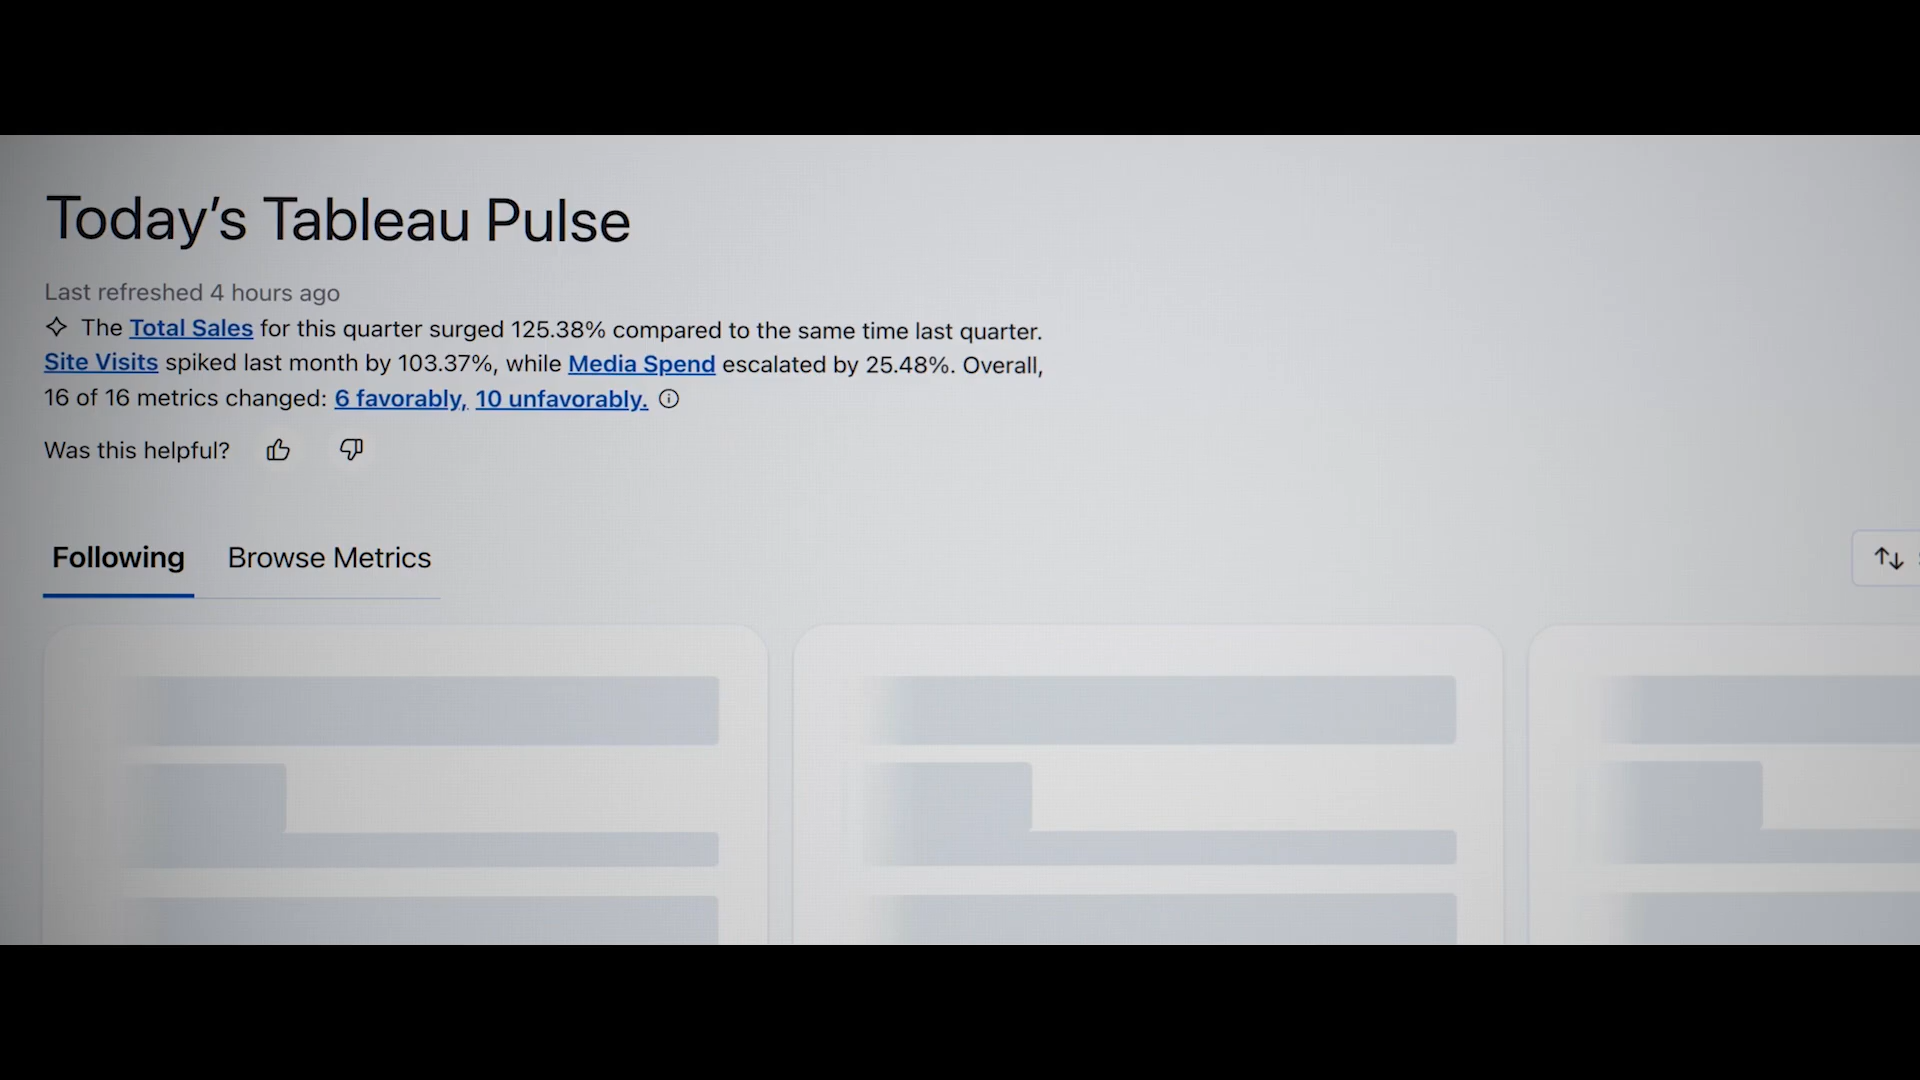 Today's Tableau Pulse
Last refreshed 4 hours ago
The Total Sales for this quarter surged 125.38% compared to the same time last quarter.
Site Visits spiked last month by 103.37%, while Media Spend escalated by 25.48%. Overall,
16 of 16 metrics changed: 6 favorably, 10 unfavorably.
Was this helpful?
Following Browse Metrics